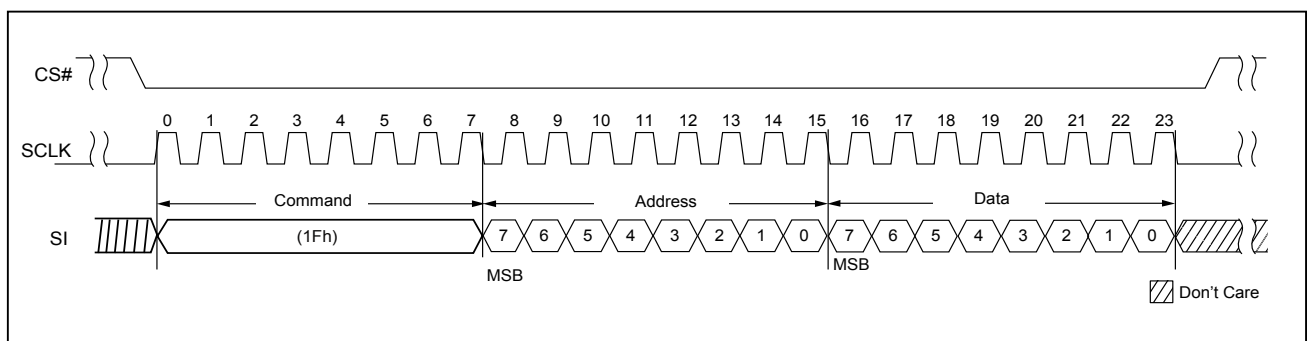 CS#
0 1 2 3 4 5 6 7 8 9 10 11 12 13 14 15 16 17 18 19 20 21 22 23
SCLK
Command Address Data
SI (1Fh) 7 6 5 4 3 2 1 0 7 6 5 4 3 2 1 0
MSB MSB
Don't Care